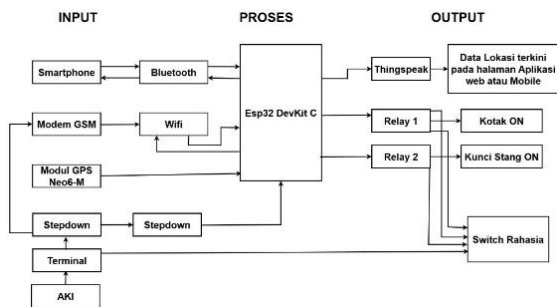 INPUT
PROSES
OUTPUT
Smartphone
Bluetooth
Esp32 DevKit C
Thingspeak
Data Lokasi terkini
pada halaman Aplikasi
web atau Mobile
Modem GSM
Wifi
Relay 1
Kotak ON
Relay 2
Kunci Stang ON
Modul GPS
Neo6-M
Stepdown
Stepdown
Switch Rahasia
Terminal
AKI